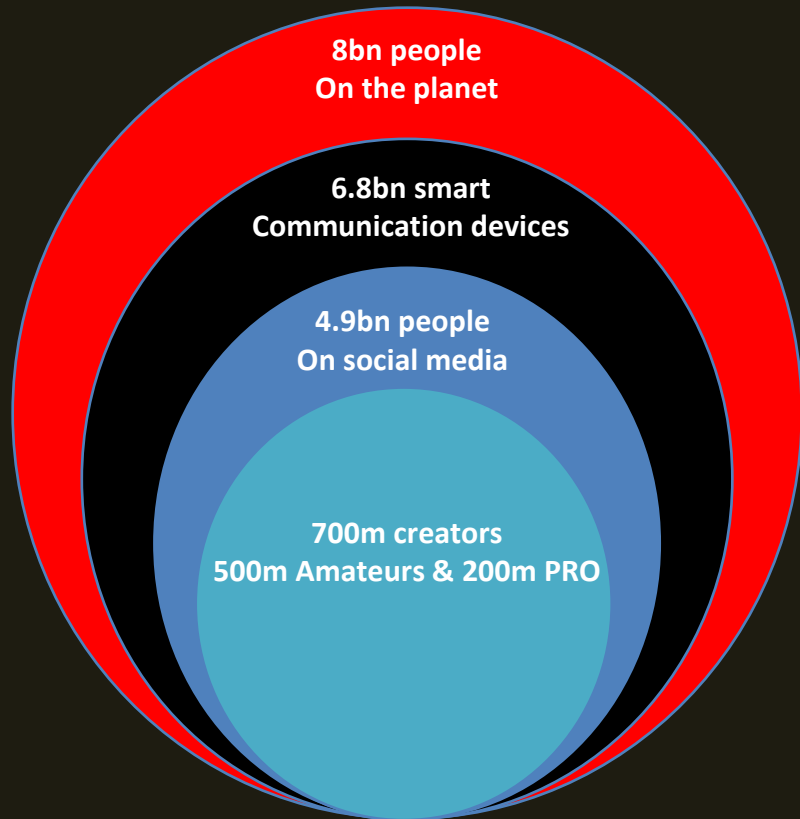 8bn people
On the planet
6.8bn smart
Communication devices
4.9bn people
On social media
700m creators
500m Amateurs & 200m PRO